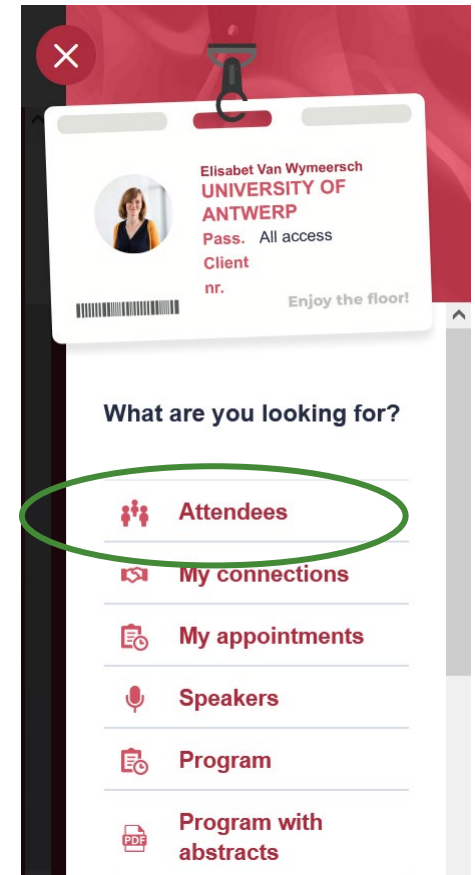 Elisabet Van Wymeersch
UNIVERSITY OF
ANTWERP
Pass. All access
Client
nr.
Enjoy the floor!
What are you looking for?
Attendees
My connections
My appointments
Speakers
Program
PDF
Program with
abstracts